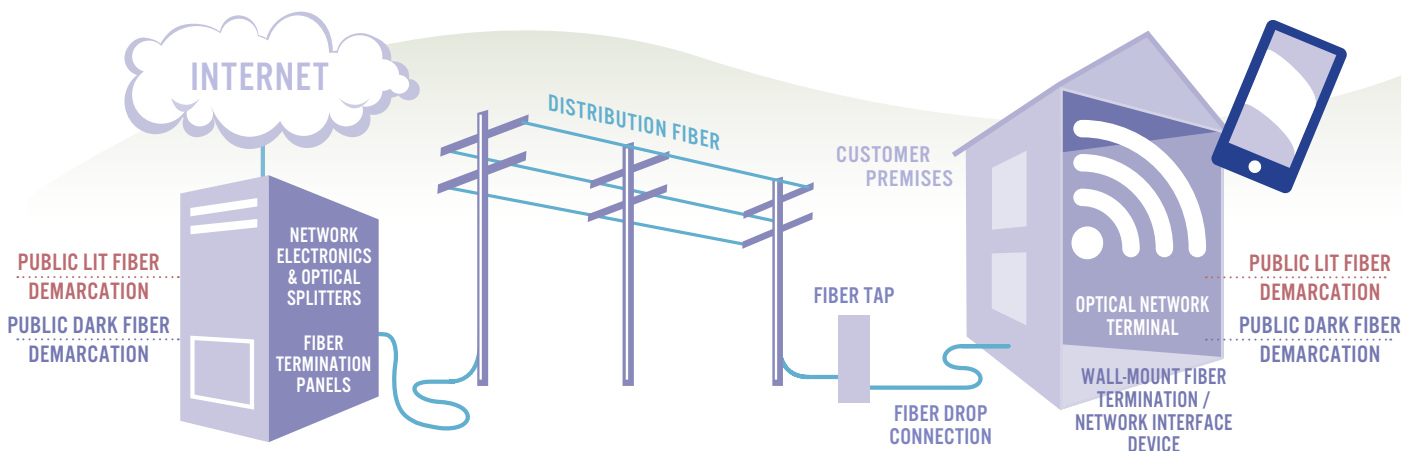 INTERNET
DISTRIBUTION FIBER
CUSTOMER
PREMISES
NETWORK
ELECTRONICS
& OPTICAL
SPLITTERS
FIBER
TERMINATION
PANELS
PUBLIC LIT FIBER
DEMARCATION
PUBLIC DARK FIBER
DEMARCATION
FIBER TAP
FIBER DROP
CONNECTION
OPTICAL NETWORK
TERMINAL
WALL-MOUNT FIBER
TERMINATION /
NETWORK INTERFACE
DEVICE
PUBLIC LIT FIBER
DEMARCATION
PUBLIC DARK FIBER
DEMARCATION